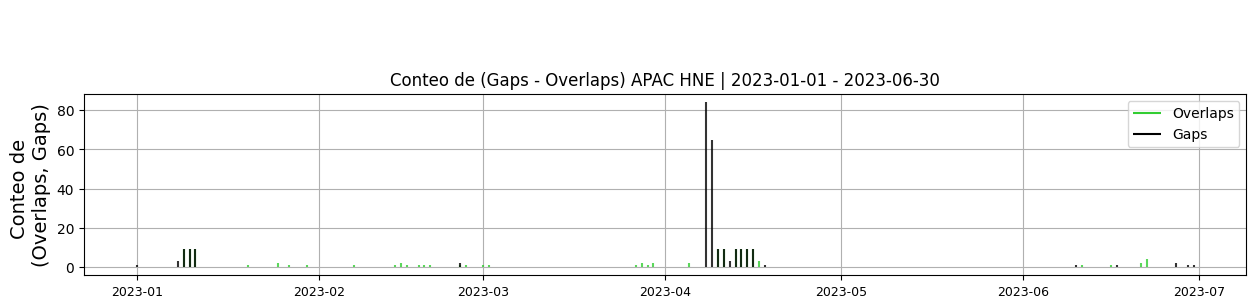 Conteo de (Gaps - Overlaps) APAC HNE | 2023-01-01 - 2023-06-30
Conteo de
(Overlaps, Gaps)
80
60
40
20
0
Overlaps
Gaps
2023-01
2023-02
2023-03
2023-04
2023-05
2023-06
2023-07